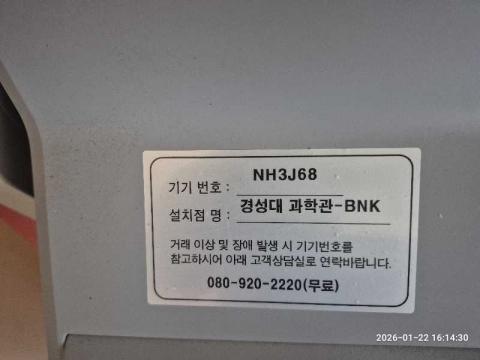 기기 번호 : NH3J68
설치점 명 : 경성대 과학관-BNK
거래 이상 및 장애 발생 시 기기번호를
참고하시어 아래 고객상담실로 연락바랍니다.
080-920-2220(무료)
2026-01-22 16:14:30